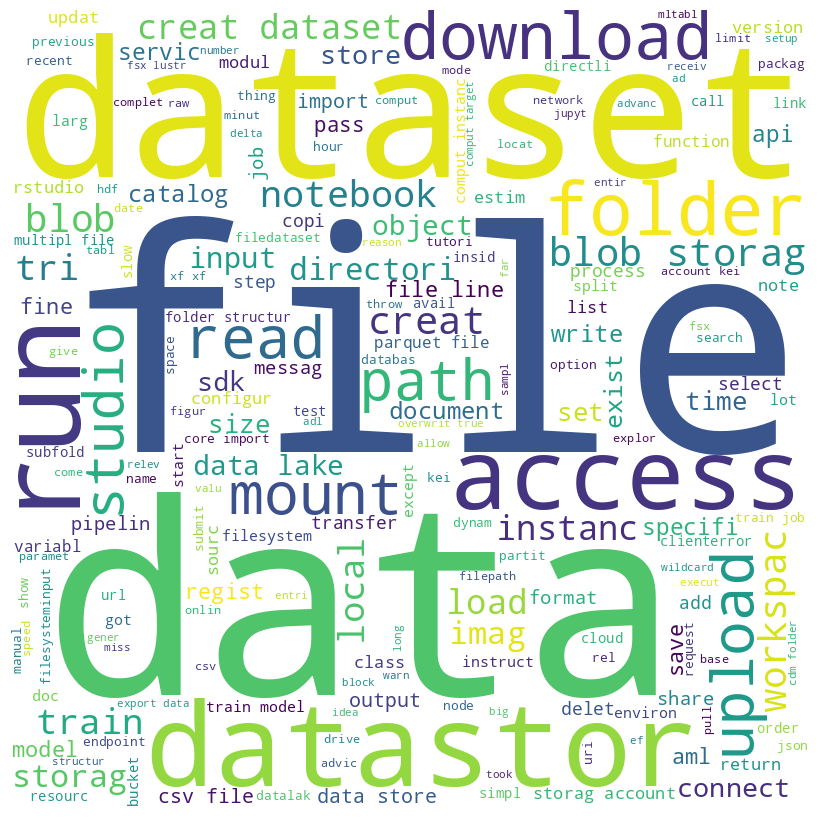 updat
creat dataset
download
mltabl
version
previous
servic
number
store
limit
setup
recent
fsx lustr
modul
mode
directli
receiv
packag
dataset
complet
raw
thing
import
comput
network
ad
advanc
call
link
larg
minut
pass
jupyt
function
api
delta
hour
job
comput instanc
comput target
locat
rstudio
hdf
catalog
notebook
estim
entir
folder
blob
date
copi
object
reason
tutori
multipl file
tabl
slow
filedataset
insid
far
blob storag
tri
input
directori
process
account kei
xf xf
step
file line
split
note
fine
folder structur
throw
avail
creat
list
write
fsx
file
run
studio
read
space
parquet file
option
search
give
messag
databas
path
sampl
exist
select
sdk
configur
document
set
time
lot
figur
test
adl
size
core import
overwrit true
allow
explor
subfold
come
relev
name
start
data lake
except
kei
access
valu
mount
pipelin
submit
sourc
transfer
dynam
instanc
specifi
train job
variabl
filesystem
clienterror
paramet
local
partit
wildcard
data
regist
filepath
execut
workspac
upload
manual
speed
show
filesysteminput
url
onlin
entri
load
format
add
got
imag
cloud
save
request
gener
miss
long
class
instruct
rel
base
cdm folder
csv
block
warn
doc
export data
output
node
delet
share
train
train model
idea
big
environ
pull
order
datastor
model
endpoint
drive
uri
ef
aml
return
json
structur
advic
storag
bucket
took
connect
resourc
csv file
datalak
data store
simpl
storag account